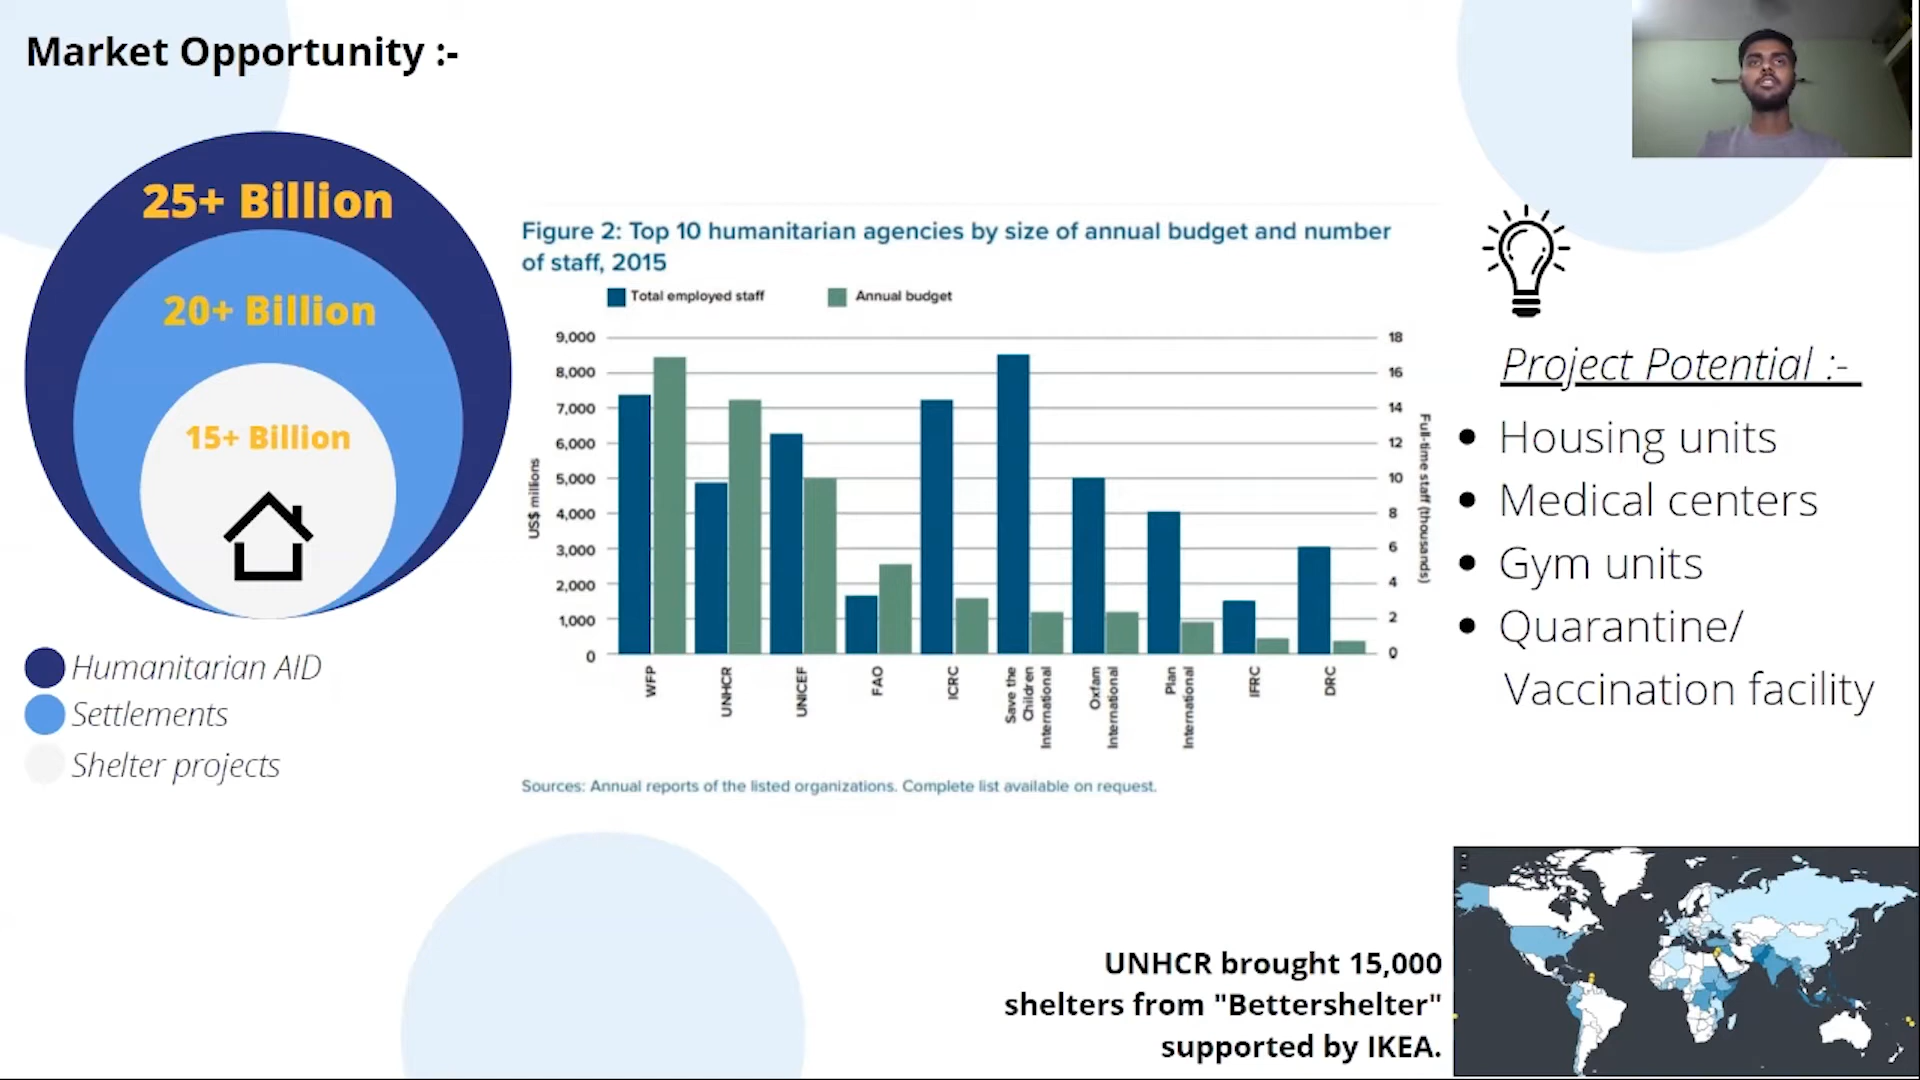 Market Opportunity :-
25+ Billion
20+ Billion
15+ Billion
Humanitarian AID
Settlements
Shelter projects
Figure 2: Top 10 humanitarian agencies by size of annual budget and number
of staff, 2015
Total employed staff
Annual budget
US$ millions
9,000
8,000
7,000
6,000
5,000
4,000
3,000
2,000
1,000
0
18
16
14
12
10
8
6
4
2
0
Full-time staff (thousands)
WFP
UNHCR
UNICEF
FAO
ICRC
Save the
Children
International
Oxfam
International
Plan
International
IFRC
DRC
Sources: Annual reports of the listed organizations. Complete list available on request.
Project Potential :-
• Housing units
• Medical centers
• Gym units
• Quarantine/
Vaccination facility
UNHCR brought 15,000
shelters from "Bettershelter"
supported by IKEA.